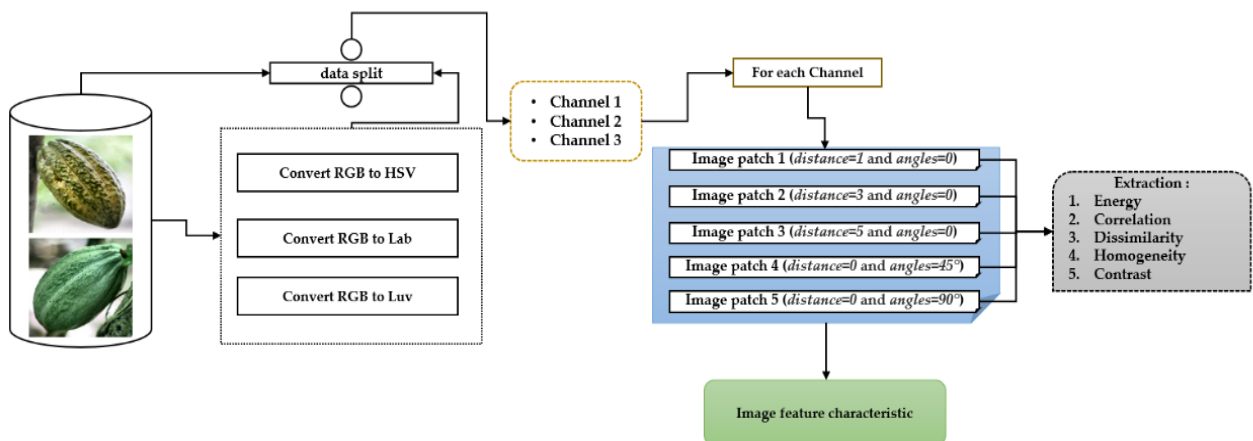 data split
Convert RGB to HSV
Convert RGB to Lab
Convert RGB to Luv
• Channel 1
• Channel 2
• Channel 3
For each Channel
Image patch 1 (distance=1 and angles=0)
Image patch 2 (distance=3 and angles=0)
Image patch 3 (distance=5 and angles=0)
Image patch 4 (distance=0 and angles=45°)
Image patch 5 (distance=0 and angles=90°)
Extraction :
1. Energy
2. Correlation
3. Dissimilarity
4. Homogeneity
5. Contrast
Image feature characteristic